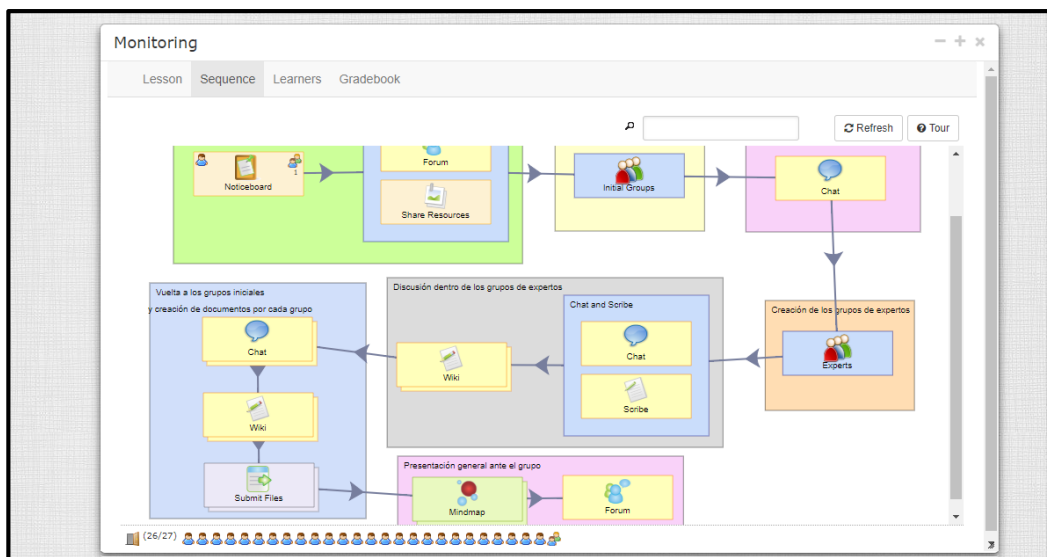 Monitoring
Lesson Sequence Learners Gradebook
Refresh Tour
Noticeboard
1
Forum
Share Resources
Initial Groups
Chat
Vuelta a los grupos iniciales
y creación de documentos por cada grupo
Chat
Wiki
Submit Files
Discusión dentro de los grupos de expertos
Wiki
Chat and Scribe
Chat
Scribe
Creación de los grupos de expertos
Experts
Presentación general ante el grupo
Mindmap
Forum
(26/27)